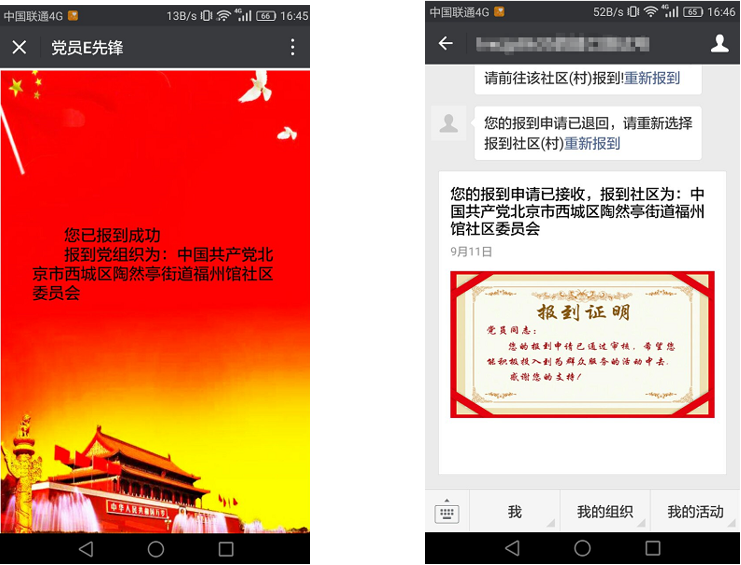 中国联通4G
13B/s
4G
66
16:45
党员E先锋
您已报到成功
报到党组织为：中国共产党北
京市西城区陶然亭街道福州馆社区
委员会
中华人民共和国万岁
中国联通4G
52B/s
4G
65
16:46
请前往该社区(村)报到!重新报到
您的报到申请已退回，请重新选择
报到社区(村)重新报到
您的报到申请已接收，报到社区为：中
国共产党北京市西城区陶然亭街道福州
馆社区委员会
9月11日
报到证明
党员同志：
您的报到申请已通过审核，希望您
能积极投入到为群众服务的活动中去，
感谢您的支持！
我
我的组织
我的活动